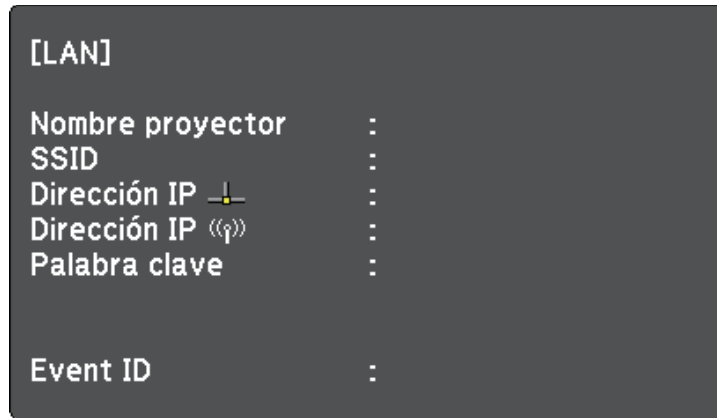 [LAN]
Nombre proyector :
SSID :
Dirección IP :
Dirección IP :
Palabra clave :
Event ID :